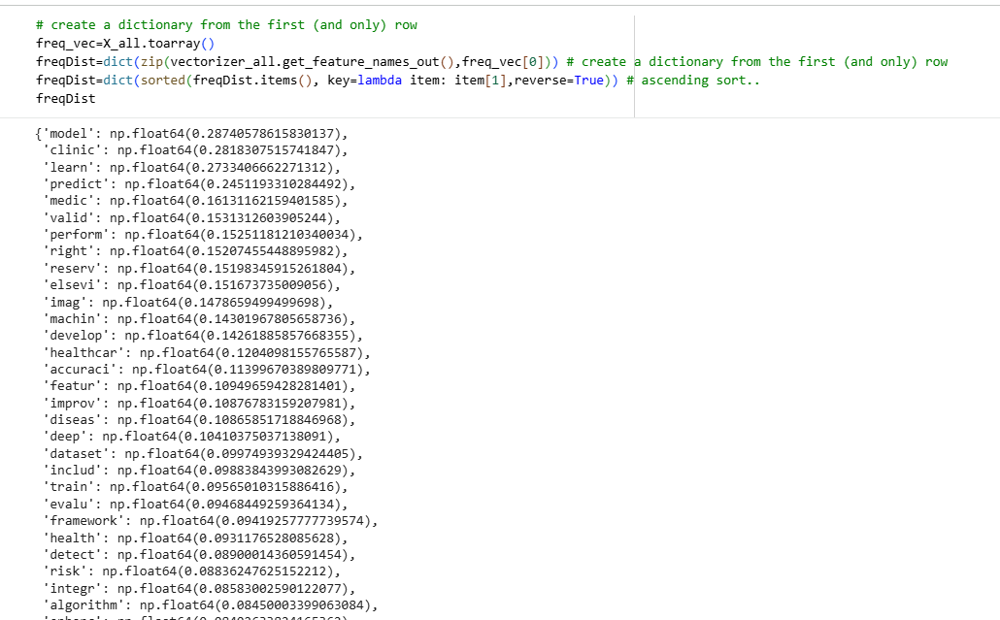 # create a dictionary from the first (and only) row
freq_vec=X_all.toarray()
freqDist=dict(zip(vectorizer_all.get_feature_names_out(),freq_vec[0])) # create a dictionary from the first (and only) row
freqDist=dict(sorted(freqDist.items(), key=lambda item: item[1],reverse=True)) # ascending sort..
freqDist
{'model': np.float64(0.28740578615830137),
'clinic': np.float64(0.2818307515741847),
'learn': np.float64(0.2733406662271312),
'predict': np.float64(0.2451193310284492),
'medic': np.float64(0.16131162159401585),
'valid': np.float64(0.1531312603905244),
'perform': np.float64(0.15251181210340034),
'right': np.float64(0.15207455448895982),
'reserv': np.float64(0.15198345915261804),
'elsevi': np.float64(0.151673735009056),
'imag': np.float64(0.1478659499499698),
'machin': np.float64(0.14301967805658736),
'develop': np.float64(0.14261885857668355),
'healthcar': np.float64(0.1204098155765587),
'accuraci': np.float64(0.11399670389809771),
'featur': np.float64(0.10949659428281401),
'improv': np.float64(0.10876783159207981),
'diseas': np.float64(0.10865851718846968),
'deep': np.float64(0.10410375037138091),
'dataset': np.float64(0.09974939329424405),
'includ': np.float64(0.09883843993082629),
'train': np.float64(0.09565010315886416),
'evalu': np.float64(0.09468449259364134),
'framework': np.float64(0.09419257777739574),
'health': np.float64(0.0931176528085628),
'detect': np.float64(0.08900014360591454),
'risk': np.float64(0.08836247625152212),
'integr': np.float64(0.08583002590122077),
'algorithm': np.float64(0.08450003399063084),